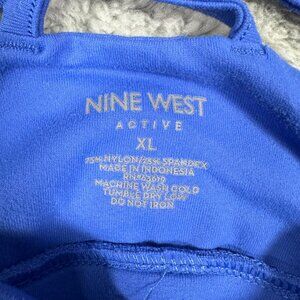 NINE WEST
ACTIVE
XL
75% NYLON/25% SPANDEX
MADE IN INDONESIA
MACHINE WASH COLD
TUMBLE DRY LOW
DO NOT IRON